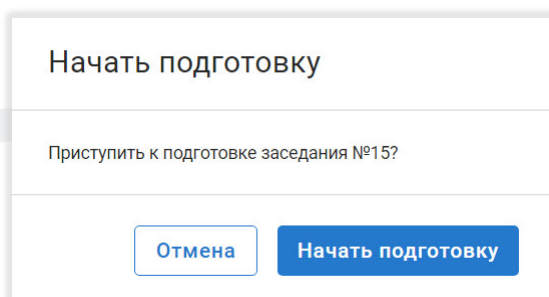 Начать подготовку
Приступить к подготовке заседания №15?
Отмена
Начать подготовку